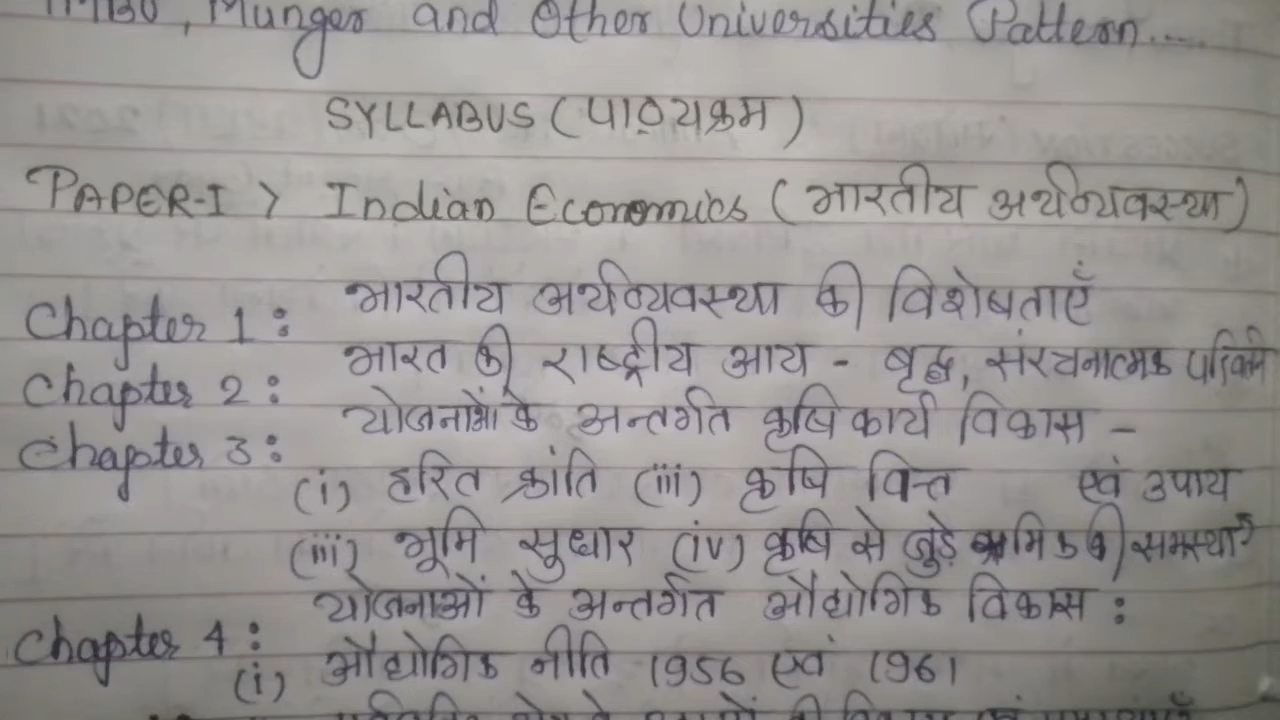 Munger and Other Universities Pattern....
SYLLABUS (पाठ्यक्रम)
PAPER-I > Indian Economics (भारतीय अर्थव्यवस्था)
Chapter 1: भारतीय अर्थव्यवस्था की विशेषताएँ
Chapter 2: भारत की राष्ट्रीय आय - संरचनात्मक
Chapter 3: योजनाओं के अन्तर्गत कृषि कार्य विकास -
(i) हरित क्रांति (iii) कृषि वित्त एवं उपाय
(iii) भूमि सुधार (iv) कृषि से जुड़े श्रमिक की समस्याएँ
Chapter 4: योजनाओं के अन्तर्गत औद्योगिक विकास :
(i) औद्योगिक नीति 1956 एवं 1961